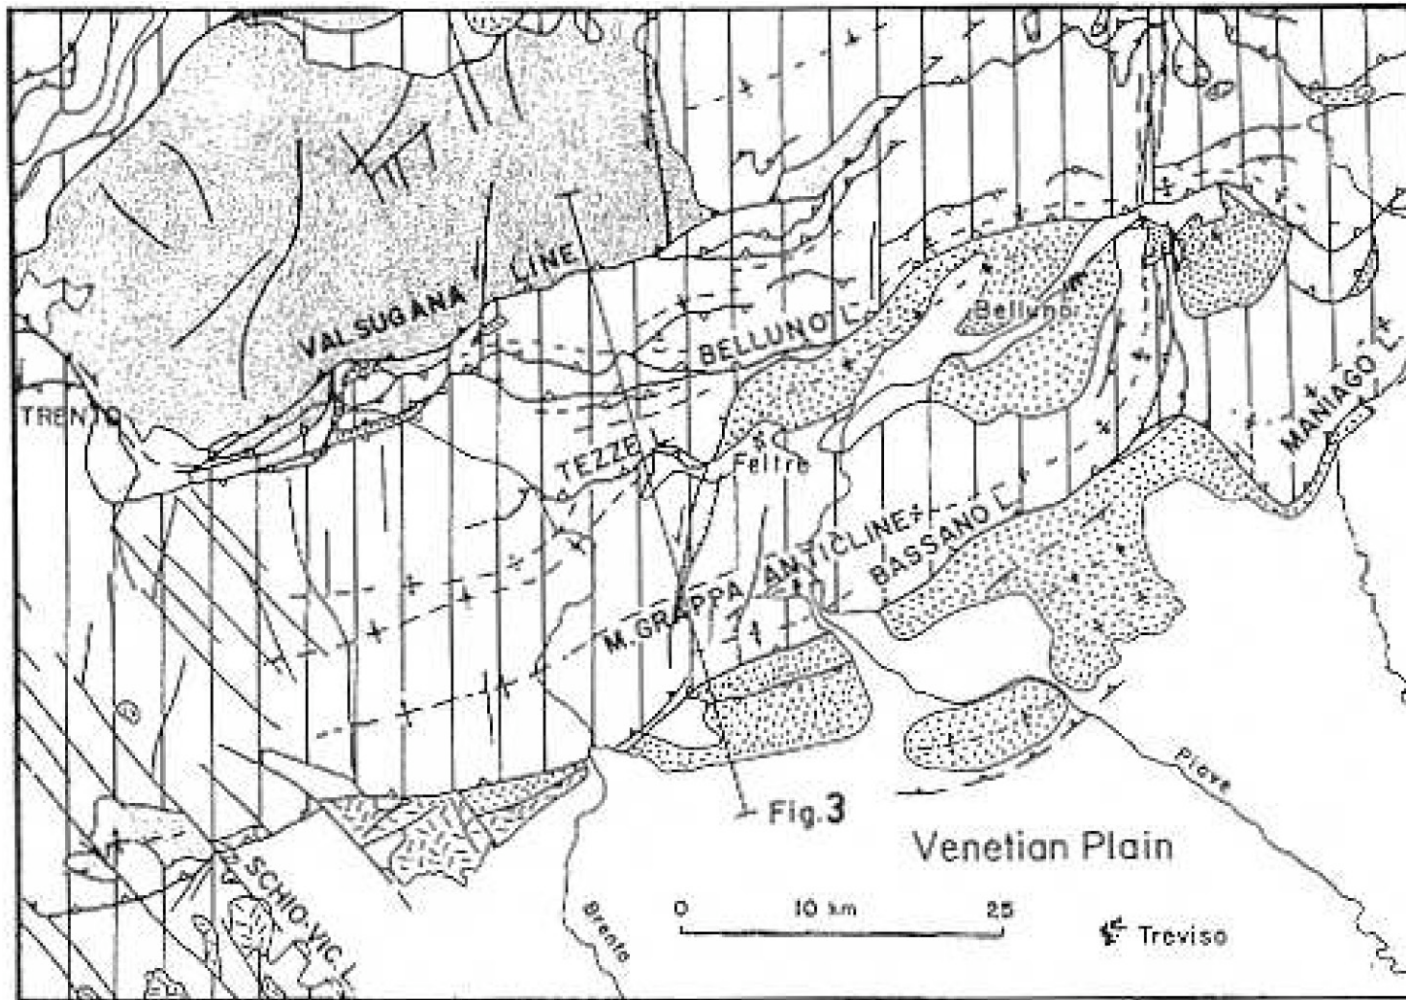 VALSUGANA LINE
BELLUNO L.
Belluno
TRENTO
TEZZE L.
Feltre
MANIAGO L.
M. GRAPPA ANTICLINE
BASSANO L.
Piave
Fig.3
Venetian Plain
SCHIO-VIC. L.
Brenta
0 10 km 25
Treviso